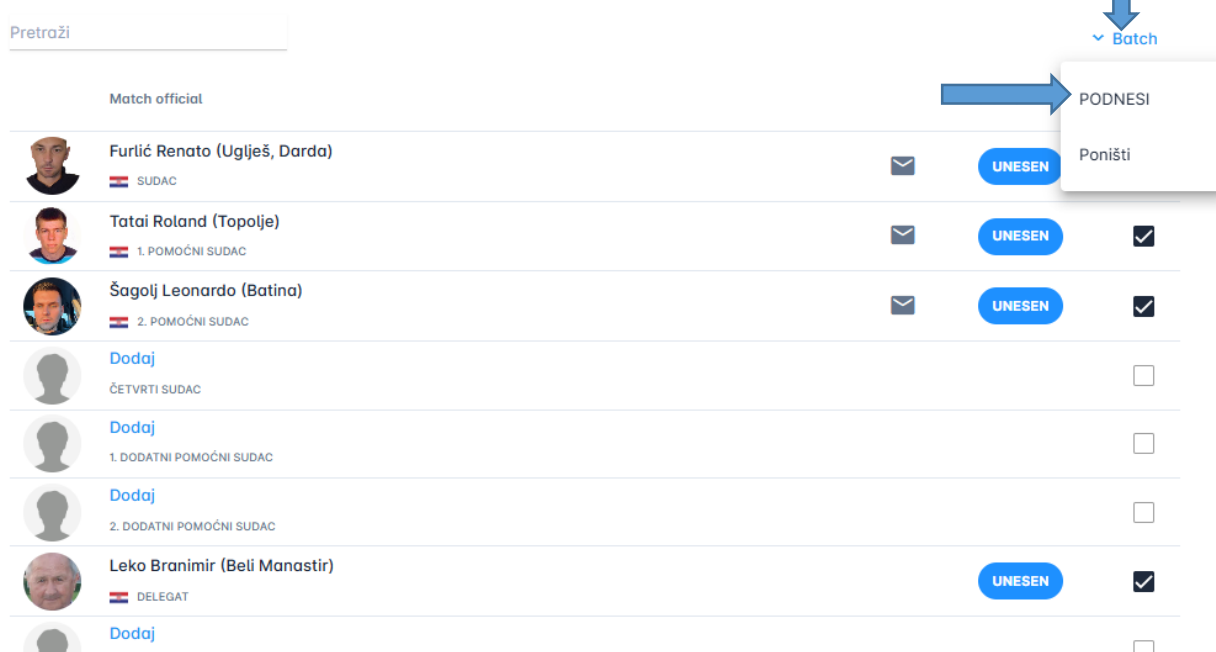 Pretraži
Batch
PODNESI
Poništi
Match official
Furlić Renato (Uglješ, Darda)
SUDAC
UNESEN
Tatai Roland (Topolje)
1. POMOĆNI SUDAC
UNESEN
Šagolj Leonardo (Batina)
2. POMOĆNI SUDAC
UNESEN
Dodaj
ČETVRTI SUDAC
Dodaj
1. DODATNI POMOĆNI SUDAC
Dodaj
2. DODATNI POMOĆNI SUDAC
Leko Branimir (Beli Manastir)
DELEGAT
UNESEN
Dodaj